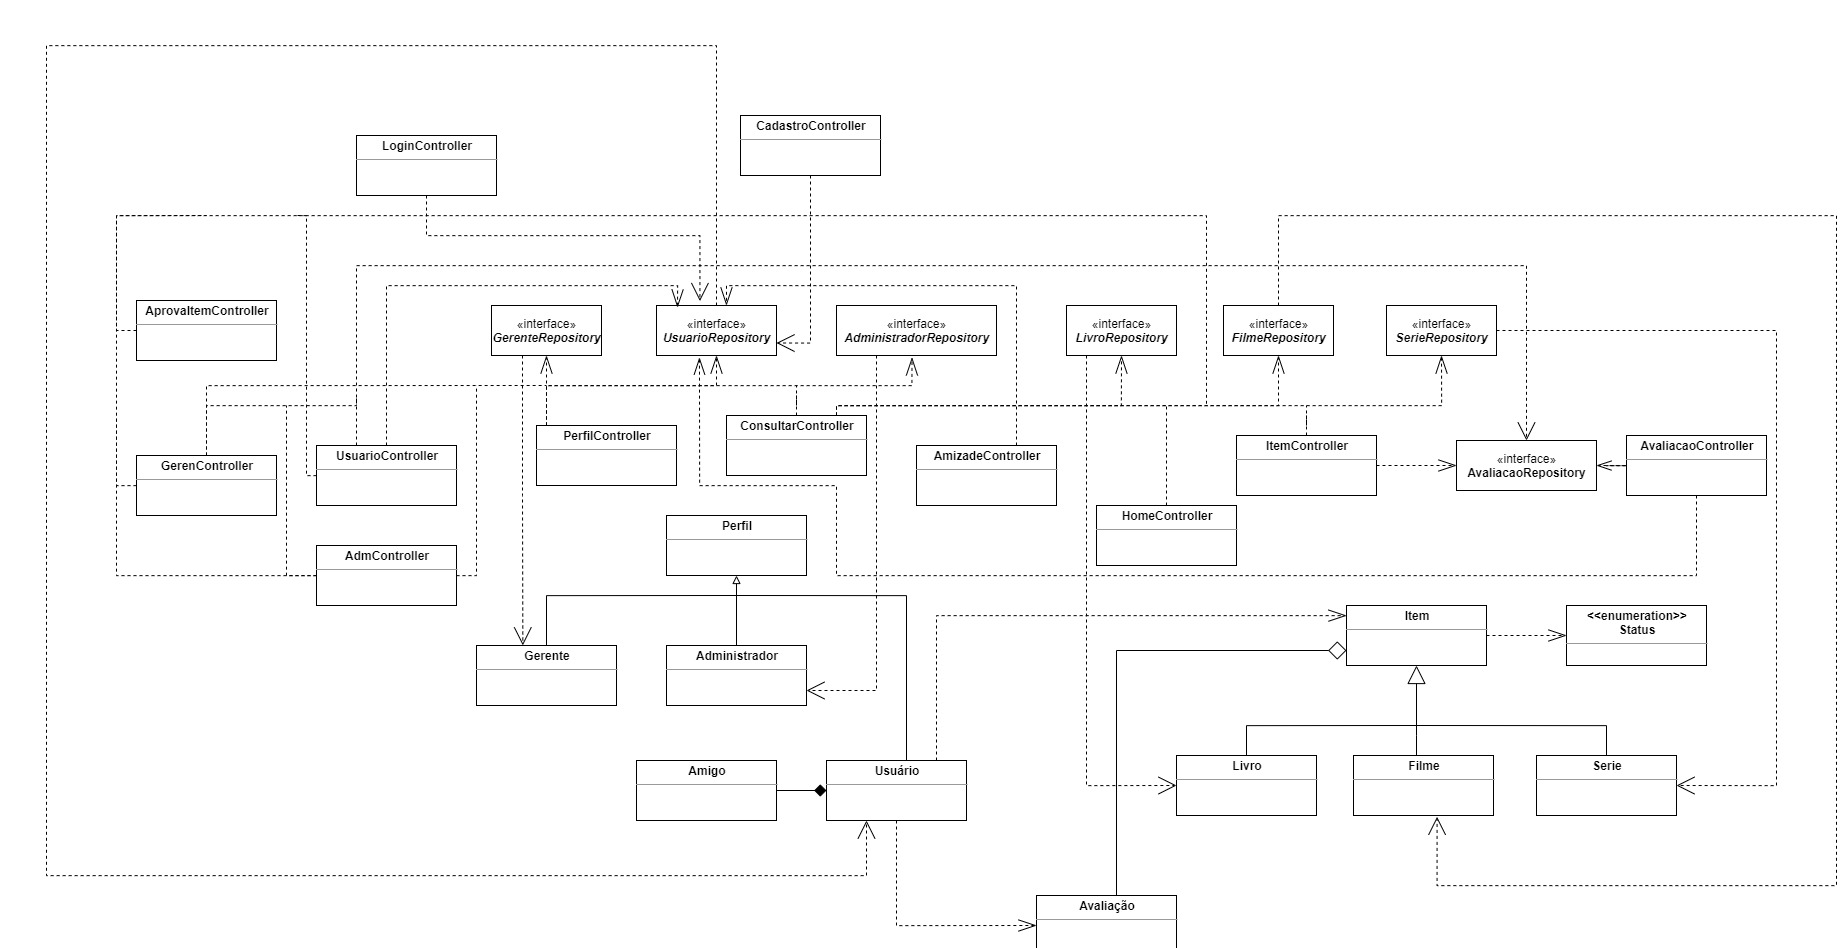 CadastroController
LoginController
AprovaItemController
«interface»
GerenteRepository
«interface»
UsuarioRepository
«interface»
AdministradorRepository
«interface»
LivroRepository
«interface»
FilmeRepository
«interface»
SerieRepository
GerenController
UsuarioController
PerfilController
ConsultarController
AmizadeController
ItemController
«interface»
AvaliacaoRepository
AvaliacaoController
HomeController
Perfil
AdmController
Item
<<enumeration>>
Status
Gerente
Administrador
Amigo
Usuário
Livro
Filme
Serie
Avaliação